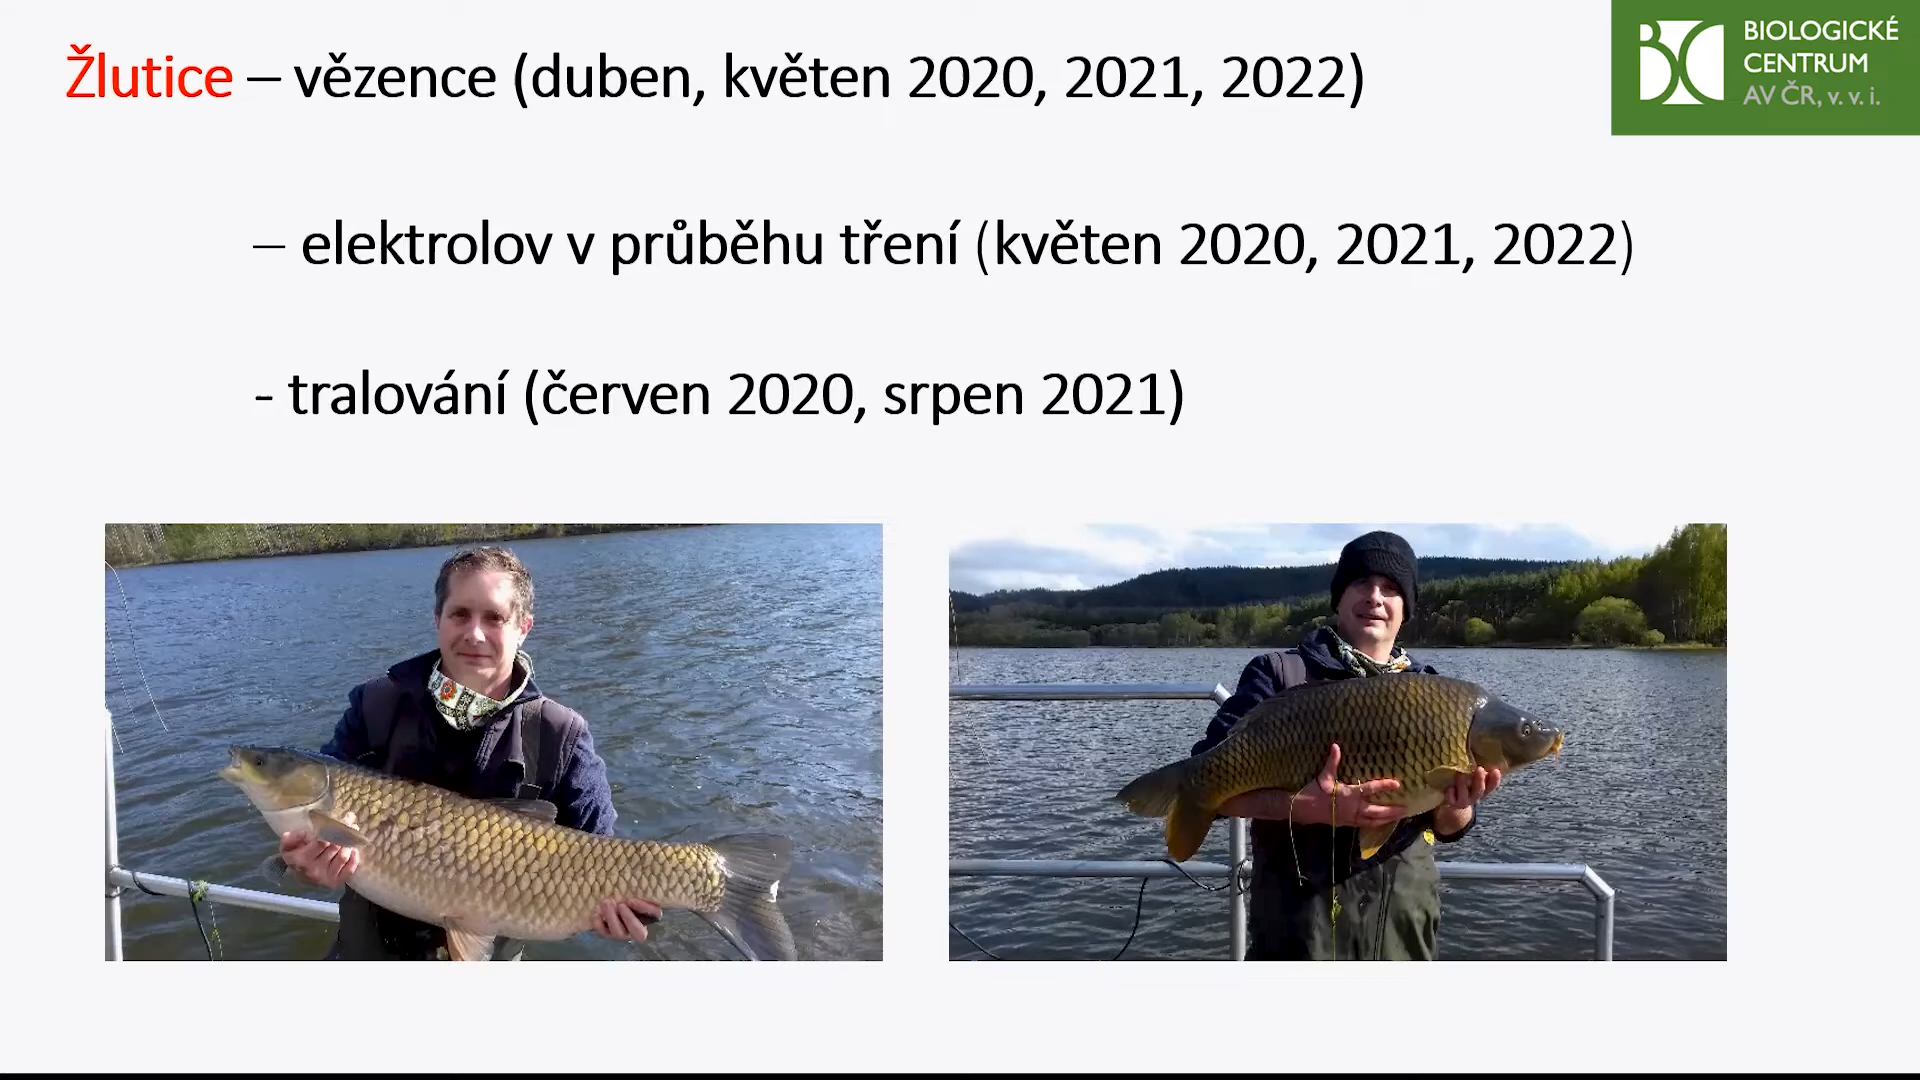 Žlutice – vězence (duben, květen 2020, 2021, 2022)
BIOLOGICKÉ
CENTRUM
AV ČR, v. v. i.
– elektrolov v průběhu tření (květen 2020, 2021, 2022)
- tralování (červen 2020, srpen 2021)